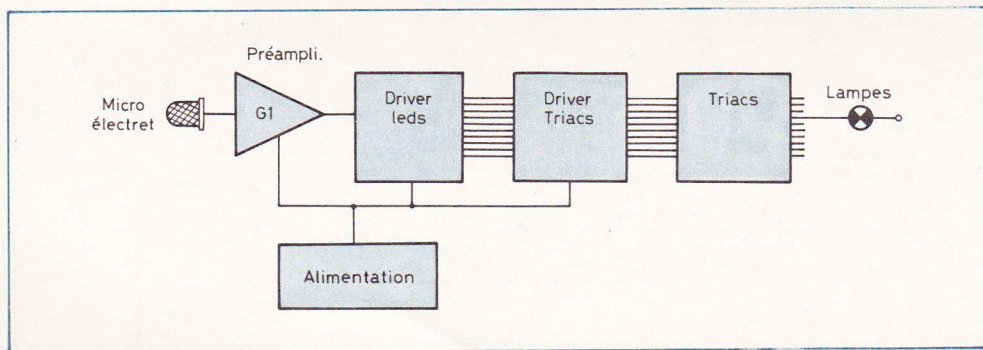 Préampli.
Micro
électret
G1
Driver
leds
Driver
Triacs
Triacs
Lampes
Alimentation